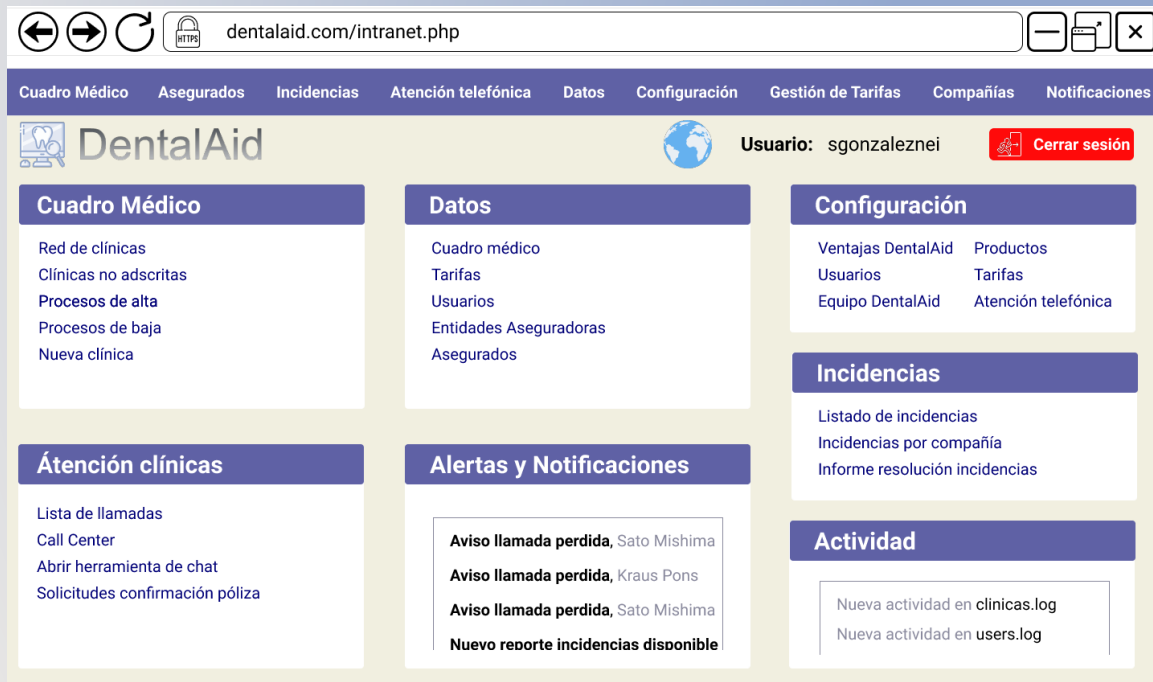 HTTPS dentalaid.com/intranet.php
Cuadro Médico Asegurados Incidencias Atención telefónica Datos Configuración Gestión de Tarifas Compañías Notificaciones
DentalAid Usuario: sgonzaleznei Cerrar sesión
Cuadro Médico
Red de clínicas
Clínicas no adscritas
Procesos de alta
Procesos de baja
Nueva clínica
Datos
Cuadro médico
Tarifas
Usuarios
Entidades Aseguradoras
Asegurados
Configuración
Ventajas DentalAid Productos
Usuarios Tarifas
Equipo DentalAid Atención telefónica
Incidencias
Listado de incidencias
Incidencias por compañía
Informe resolución incidencias
Átención clínicas
Lista de llamadas
Call Center
Abrir herramienta de chat
Solicitudes confirmación póliza
Alertas y Notificaciones
Aviso llamada perdida, Sato Mishima
Aviso llamada perdida, Kraus Pons
Aviso llamada perdida, Sato Mishima
Nuevo reporte incidencias disponible
Actividad
Nueva actividad en clinicas.log
Nueva actividad en users.log